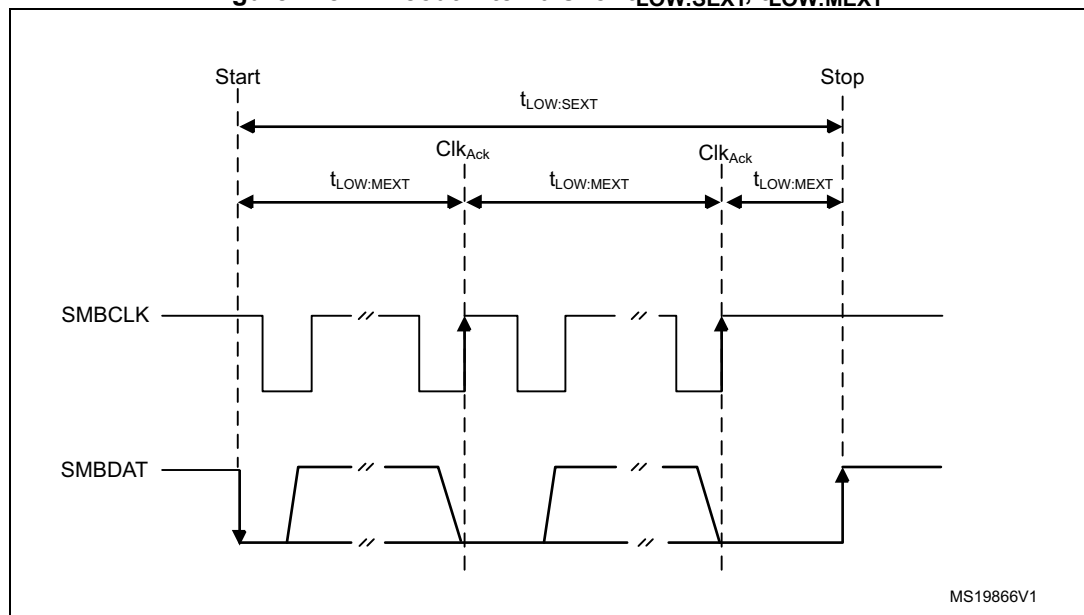 Start Stop
tLOW:SEXT
ClkAck ClkAck
tLOW:MEXT tLOW:MEXT tLOW:MEXT
SMBCLK
SMBDAT
MS19866V1